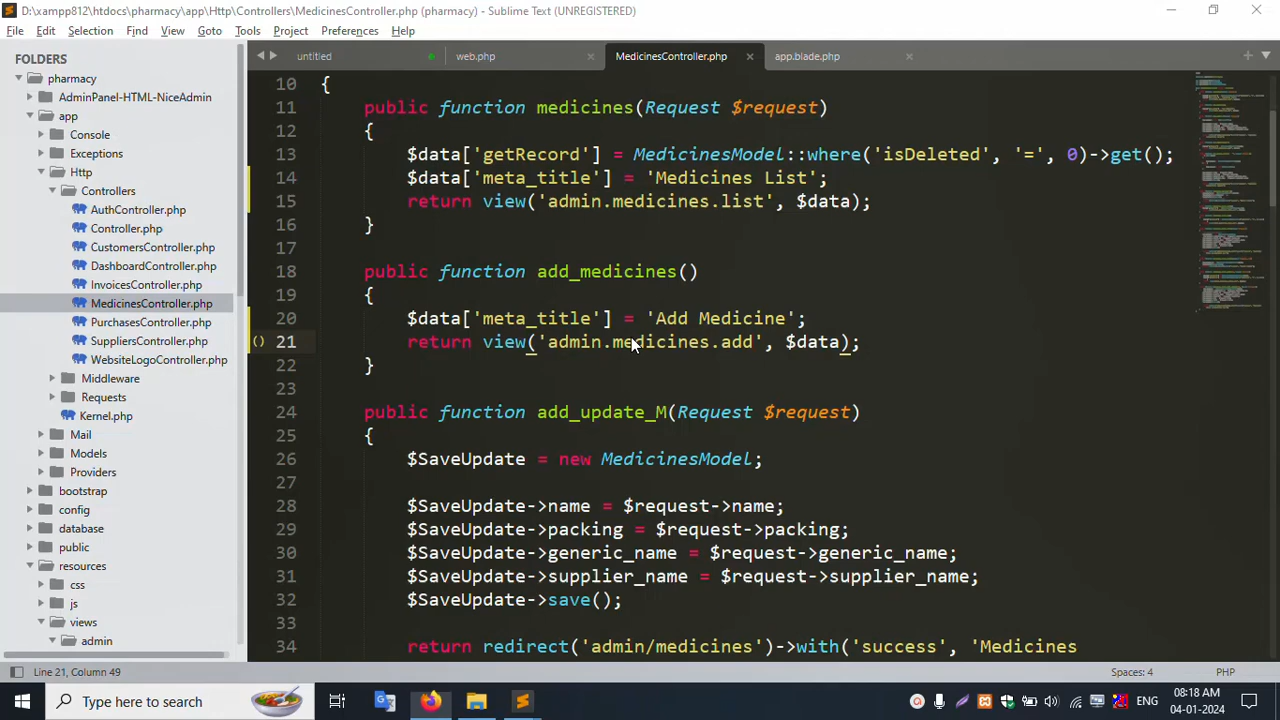 D:\xampp812\htdocs\pharmacy\app\Http\Controllers\MedicinesController.php (pharmacy) - Sublime Text (UNREGISTERED)
File Edit Selection Find View Goto Tools Project Preferences Help
FOLDERS
pharmacy
AdminPanel-HTML-NiceAdmin
app
Console
Exceptions
Http
Controllers
AuthController.php
Controller.php
CustomersController.php
DashboardController.php
InvoicesController.php
MedicinesController.php
PurchasesController.php
SuppliersController.php
WebsiteLogoController.php
Middleware
Requests
Kernel.php
Mail
Models
Providers
bootstrap
config
database
public
resources
css
js
views
admin
untitled web.php MedicinesController.php app.blade.php
10 {
11 public function medicines(Request $request)
12 {
13 $data['getRecord'] = MedicinesModel::where('isDeleted', '=', 0)->get();
14 $data['meta_title'] = 'Medicines List';
15 return view('admin.medicines.list', $data);
16 }
17
18 public function add_medicines()
19 {
20 $data['meta_title'] = 'Add Medicine';
21 return view('admin.medicines.add', $data);
22 }
23
24 public function add_update_M(Request $request)
25 {
26 $SaveUpdate = new MedicinesModel;
27
28 $SaveUpdate->name = $request->name;
29 $SaveUpdate->packing = $request->packing;
30 $SaveUpdate->generic_name = $request->generic_name;
31 $SaveUpdate->supplier_name = $request->supplier_name;
32 $SaveUpdate->save();
33
34 return redirect('admin/medicines')->with('success', 'Medicines
Line 21, Column 49 Spaces: 4 PHP
Type here to search ENG 08:18 AM
04-01-2024